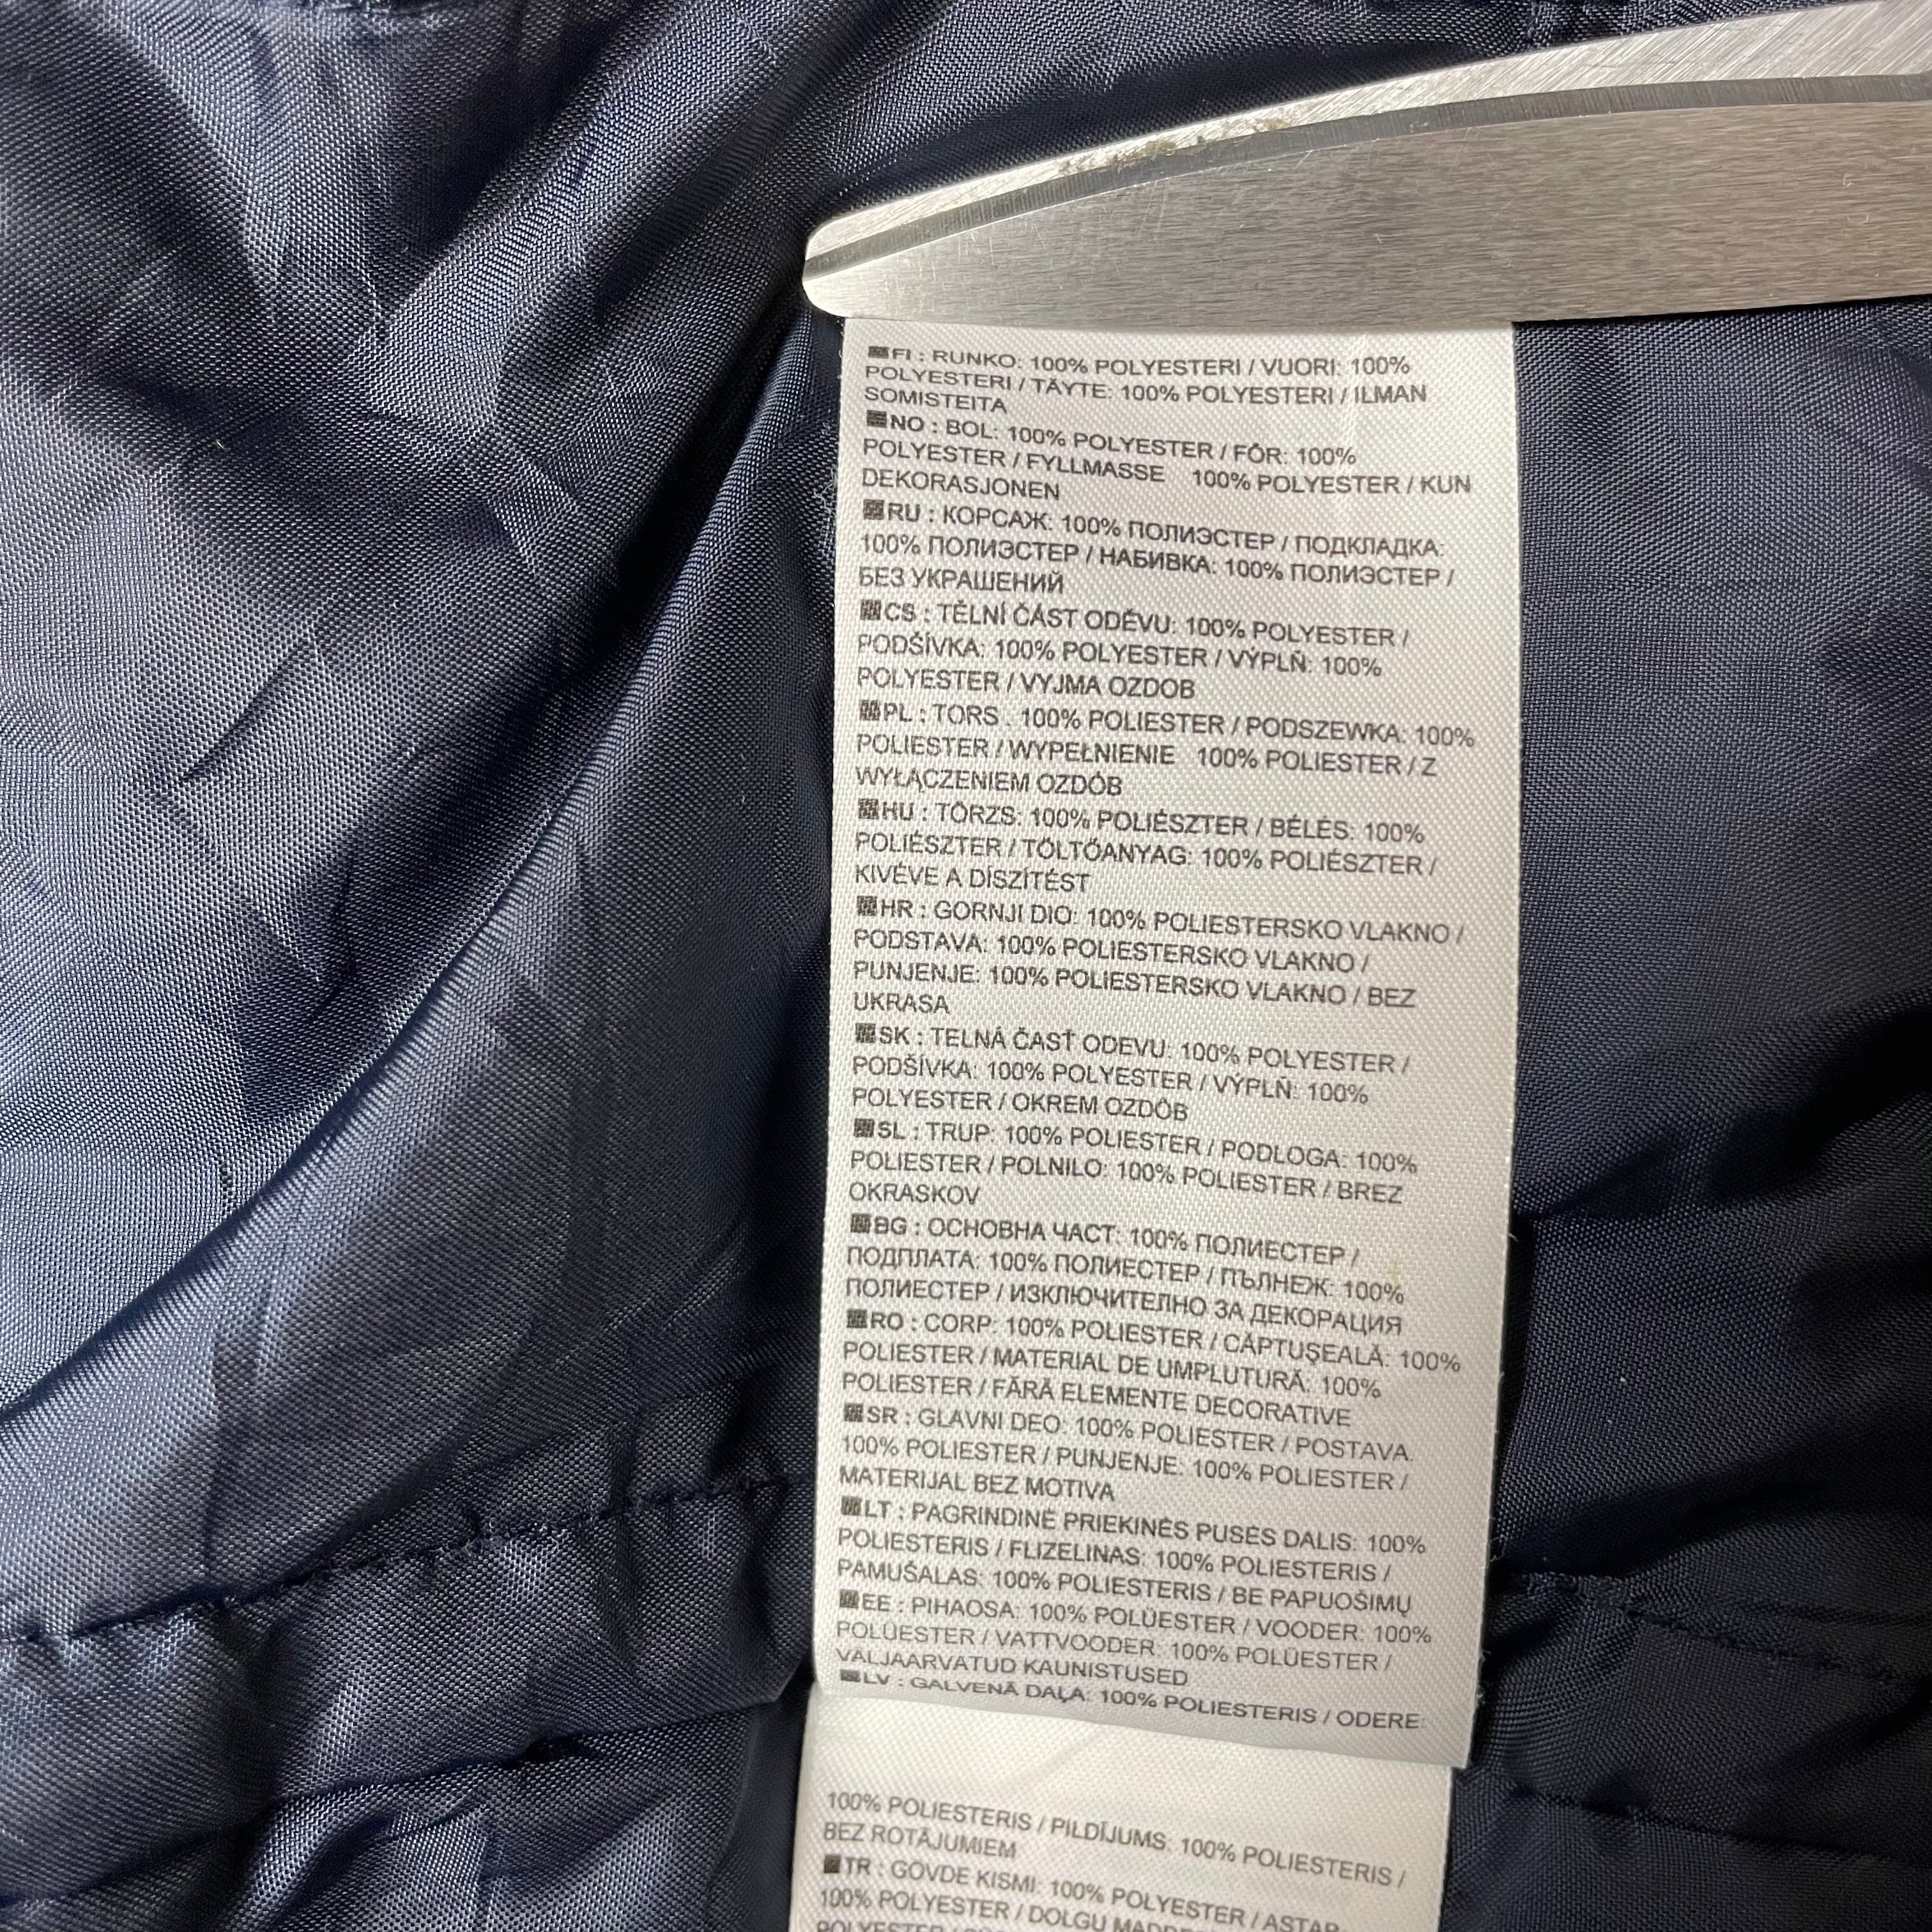 FI : RUNKO: 100% POLYESTERI / VUORI: 100%
POLYESTERI / TÄYTE: 100% POLYESTERI / ILMAN
SOMISTEITA
NO : BOL: 100% POLYESTER / FÔR: 100%
POLYESTER / FYLLMASSE 100% POLYESTER / KUN
DEKORASJONEN
RU : КОРСАЖ: 100% ПОЛИЭСТЕР / ПОДКЛАДКА:
100% ПОЛИЭСТЕР / НАБИВКА: 100% ПОЛИЭСТЕР /
БЕЗ УКРАШЕНИЙ
CS : TĚLNÍ ČÁST ODĚVU: 100% POLYESTER /
PODŠÍVKA: 100% POLYESTER / VÝPLŇ: 100%
POLYESTER / VYJMA OZDOB
PL : TORS . 100% POLIESTER / PODSZEWKA: 100%
POLIESTER / WYPEŁNIENIE 100% POLIESTER / Z
WYŁĄCZENIEM OZDÓB
HU : TÖRZS: 100% POLIÉSZTER / BÉLÉS: 100%
POLIÉSZTER / TÖLTŐANYAG: 100% POLIÉSZTER /
KIVÉVE A DÍSZÍTÉST
HR : GORNJI DIO: 100% POLIESTERSKO VLAKNO /
PODSTAVA: 100% POLIESTERSKO VLAKNO /
PUNJENJE: 100% POLIESTERSKO VLAKNO / BEZ
UKRASA
SK : TELNÁ ČASŤ ODEVU: 100% POLYESTER /
PODŠÍVKA: 100% POLYESTER / VÝPLŇ: 100%
POLYESTER / OKREM OZDÔB
SL : TRUP: 100% POLIESTER / PODLOGA: 100%
POLIESTER / POLNILO: 100% POLIESTER / BREZ
OKRASKOV
BG : ОСНОВНА ЧАСТ: 100% ПОЛИЕСТЕР /
ПОДПЛАТА: 100% ПОЛИЕСТЕР / ПЪЛНЕЖ: 100%
ПОЛИЕСТЕР / ИЗКЛЮЧИТЕЛНО ЗА ДЕКОРАЦИЯ
RO : CORP: 100% POLIESTER / CĂPTUŞEALĂ: 100%
POLIESTER / MATERIAL DE UMPLUTURĂ: 100%
POLIESTER / FĂRĂ ELEMENTE DECORATIVE
SR : GLAVNI DEO: 100% POLIESTER / POSTAVA.
100% POLIESTER / PUNJENJE: 100% POLIESTER /
MATERIJAL BEZ MOTIVA
LT : PAGRINDINĖ PRIEKINĖS PUSĖS DALIS: 100%
POLIESTERIS / FLIZELINAS: 100% POLIESTERIS /
PAMUŠALAS: 100% POLIESTERIS / BE PAPUOŠIMŲ
EE : PIHAOSA: 100% POLÜESTER / VOODER: 100%
POLÜESTER / VATTVOODER: 100% POLÜESTER /
VALJAARVATUD KAUNISTUSED
LV : GALVENĀ DAĻA: 100% POLIESTERIS / ODERE:
100% POLIESTERIS / PILDĪJUMS. 100% POLIESTERIS /
BEZ ROTĀJUMIEM
TR : GÖVDE KISMI: 100% POLYESTER / ASTAR
100% POLYESTER / DOLGU
POLYESTER